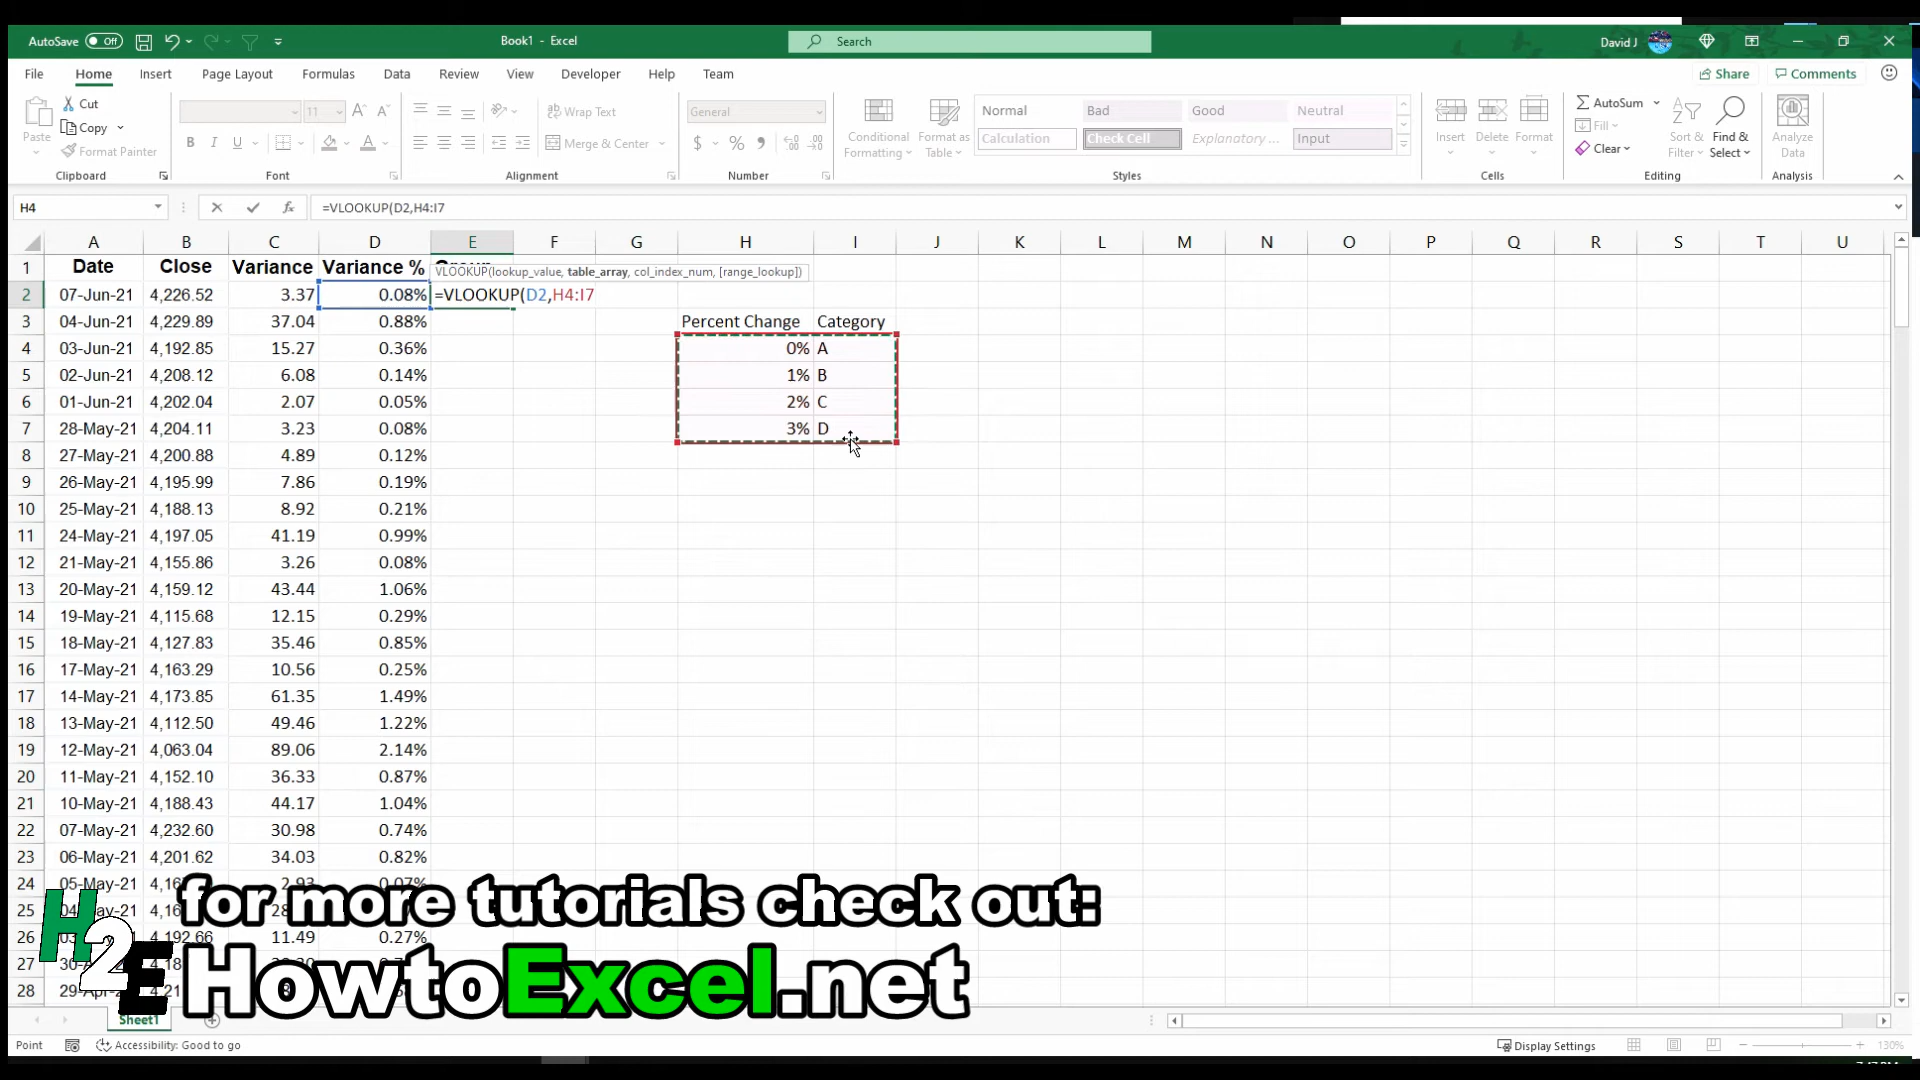 AutoSave Off Book1 - Excel Search David J
File Home Insert Page Layout Formulas Data Review View Developer Help Team Share Comments
Paste Cut Copy Format Painter Clipboard
11 B I U Font
Wrap Text Merge & Center Alignment
General $ % Number
Conditional Formatting Format as Table
Normal Bad Good Neutral
Calculation Check Cell Explanatory ... Input
Styles
Insert Delete Format Cells
AutoSum Fill Clear Sort & Filter Find & Select Editing
Analyze Data Analysis
H4 fx =VLOOKUP(D2,H4:I7
A B C D E F G H I J K L M N O P Q R S T U
1 Date Close Variance Variance %
VLOOKUP(lookup_value, table_array, col_index_num, [range_lookup])
2 07-Jun-21 4,226.52 3.37 0.08% =VLOOKUP(D2,H4:I7
3 04-Jun-21 4,229.89 37.04 0.88% Percent Change Category
4 03-Jun-21 4,192.85 15.27 0.36% 0% A
5 02-Jun-21 4,208.12 6.08 0.14% 1% B
6 01-Jun-21 4,202.04 2.07 0.05% 2% C
7 28-May-21 4,204.11 3.23 0.08% 3% D
8 27-May-21 4,200.88 4.89 0.12%
9 26-May-21 4,195.99 7.86 0.19%
10 25-May-21 4,188.13 8.92 0.21%
11 24-May-21 4,197.05 41.19 0.99%
12 21-May-21 4,155.86 3.26 0.08%
13 20-May-21 4,159.12 43.44 1.06%
14 19-May-21 4,115.68 12.15 0.29%
15 18-May-21 4,127.83 35.46 0.85%
16 17-May-21 4,163.29 10.56 0.25%
17 14-May-21 4,173.85 61.35 1.49%
18 13-May-21 4,112.50 49.46 1.22%
19 12-May-21 4,063.04 89.06 2.14%
20 11-May-21 4,152.10 36.33 0.87%
21 10-May-21 4,188.43 44.17 1.04%
22 07-May-21 4,232.60 30.98 0.74%
23 06-May-21 4,201.62 34.03 0.82%
24
25
26 4,192.66 11.49 0.27%
27
28
for more tutorials check out:
H2E HowtoExcel.net
Sheet1
Point Accessibility: Good to go Display Settings 130%